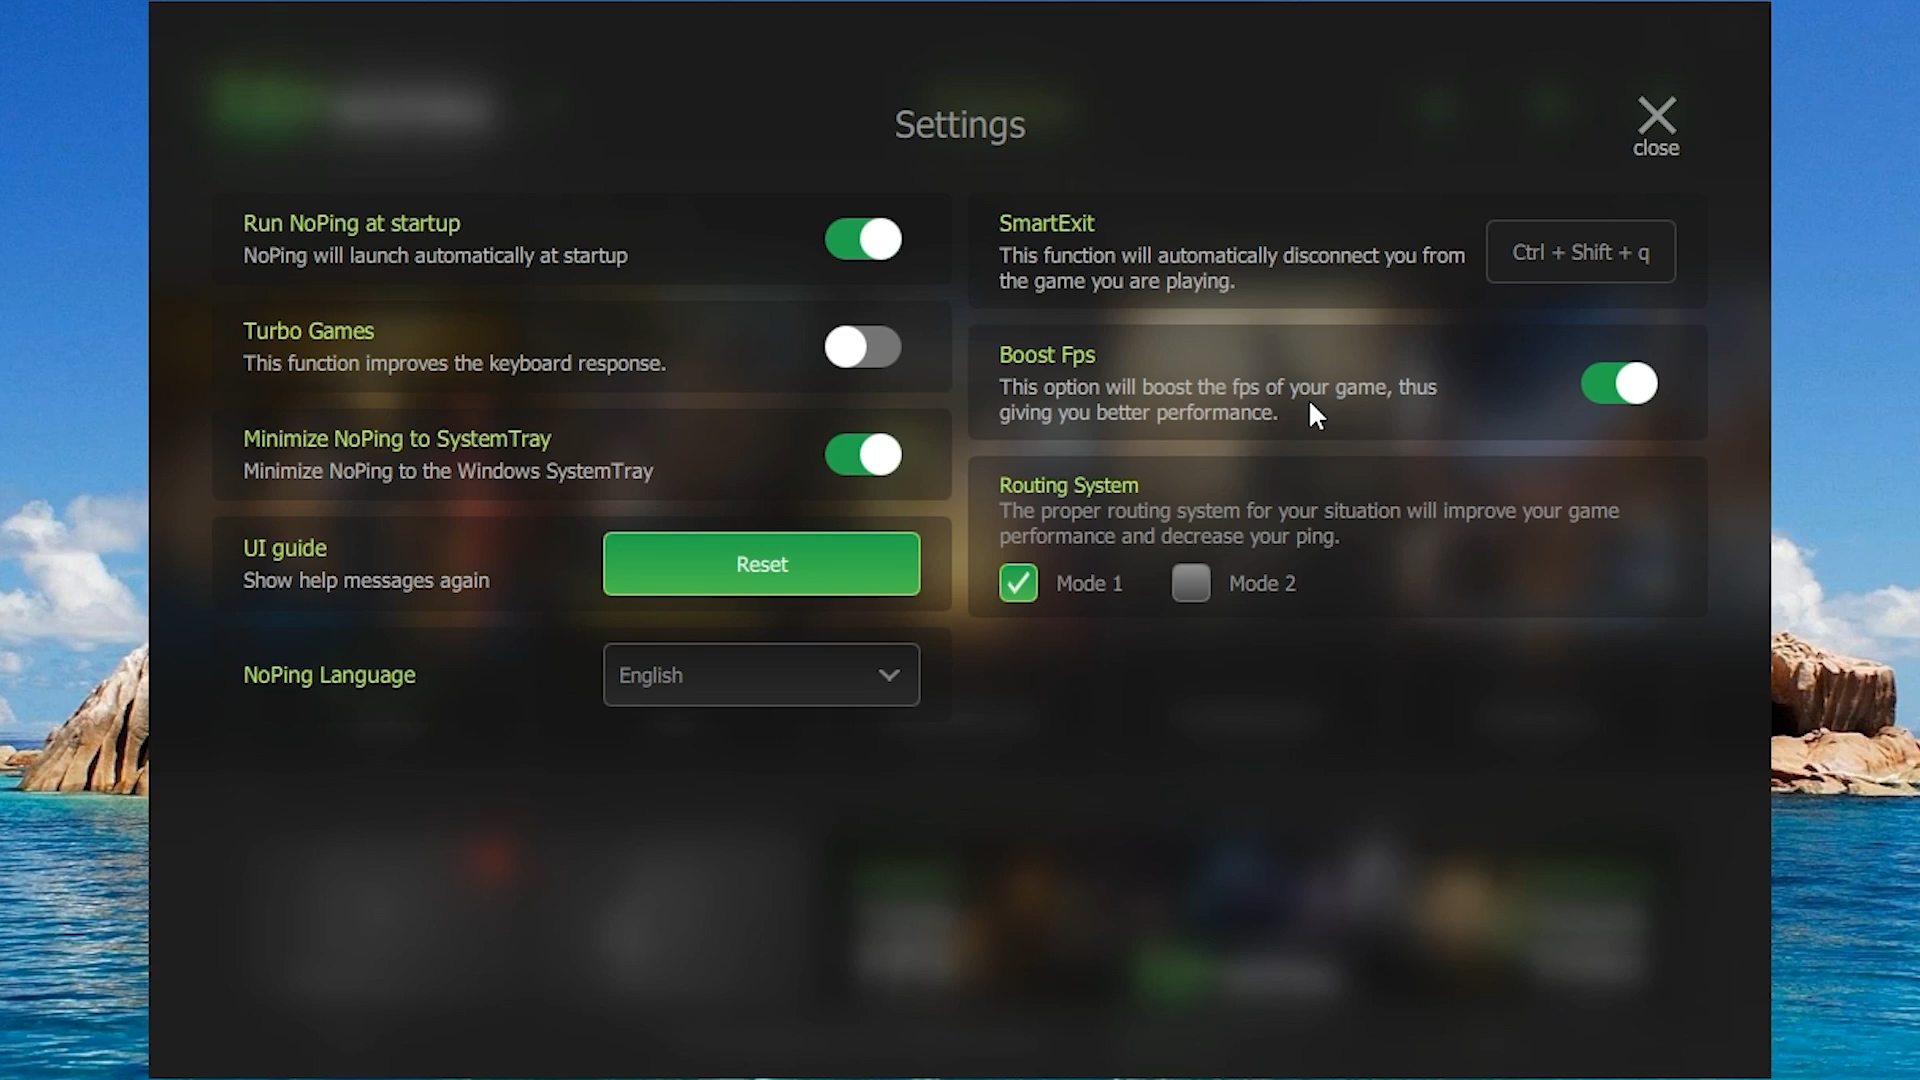 Settings
close
Run NoPing at startup
NoPing will launch automatically at startup
Turbo Games
This function improves the keyboard response.
Minimize NoPing to SystemTray
Minimize NoPing to the Windows SystemTray
UI guide
Show help messages again
Reset
NoPing Language
English
SmartExit
This function will automatically disconnect you from
the game you are playing.
Ctrl + Shift + q
Boost Fps
This option will boost the fps of your game, thus
giving you better performance.
Routing System
The proper routing system for your situation will improve your game
performance and decrease your ping.
Mode 1
Mode 2